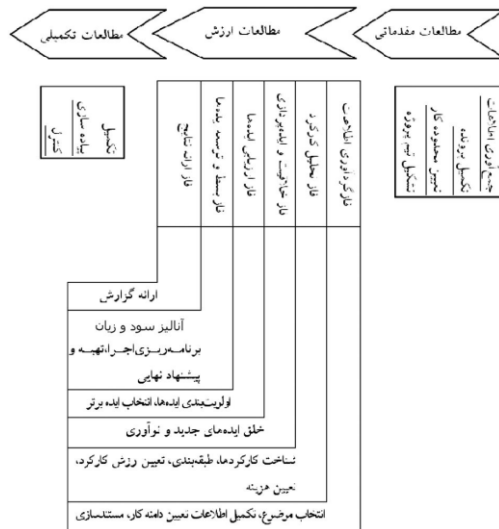 مطالعات مقدماتی
مطالعات ارزش
مطالعات تکمیلی
جمع‌آوری اطلاعات
تکمیل پرونده
تعیین محدوده کار
تشکیل تیم پروژه
فاز گردآوری اطلاعات
فاز تحلیل کارکرد
فاز خلاقیت و ایده‌پردازی
فاز ارزیابی ایده‌ها
فاز بسط و توسعه ایده‌ها
فاز ارائه نتایج
تکمیل
پیاده سازی
کنترل
ارائه گزارش
آنالیز سود و زیان
برنامه‌ریزی اجرا، تهیه و
پیشنهاد نهایی
اولویت‌بندی ایده‌ها، انتخاب ایده برتر
خلق ایده‌های جدید و نوآوری
شناخت کارکردها، طبقه‌بندی، تعیین ارزش کارکرد،
تعیین هزینه
انتخاب موضوع، تکمیل اطلاعات تعیین دامنه کار، مستندسازی